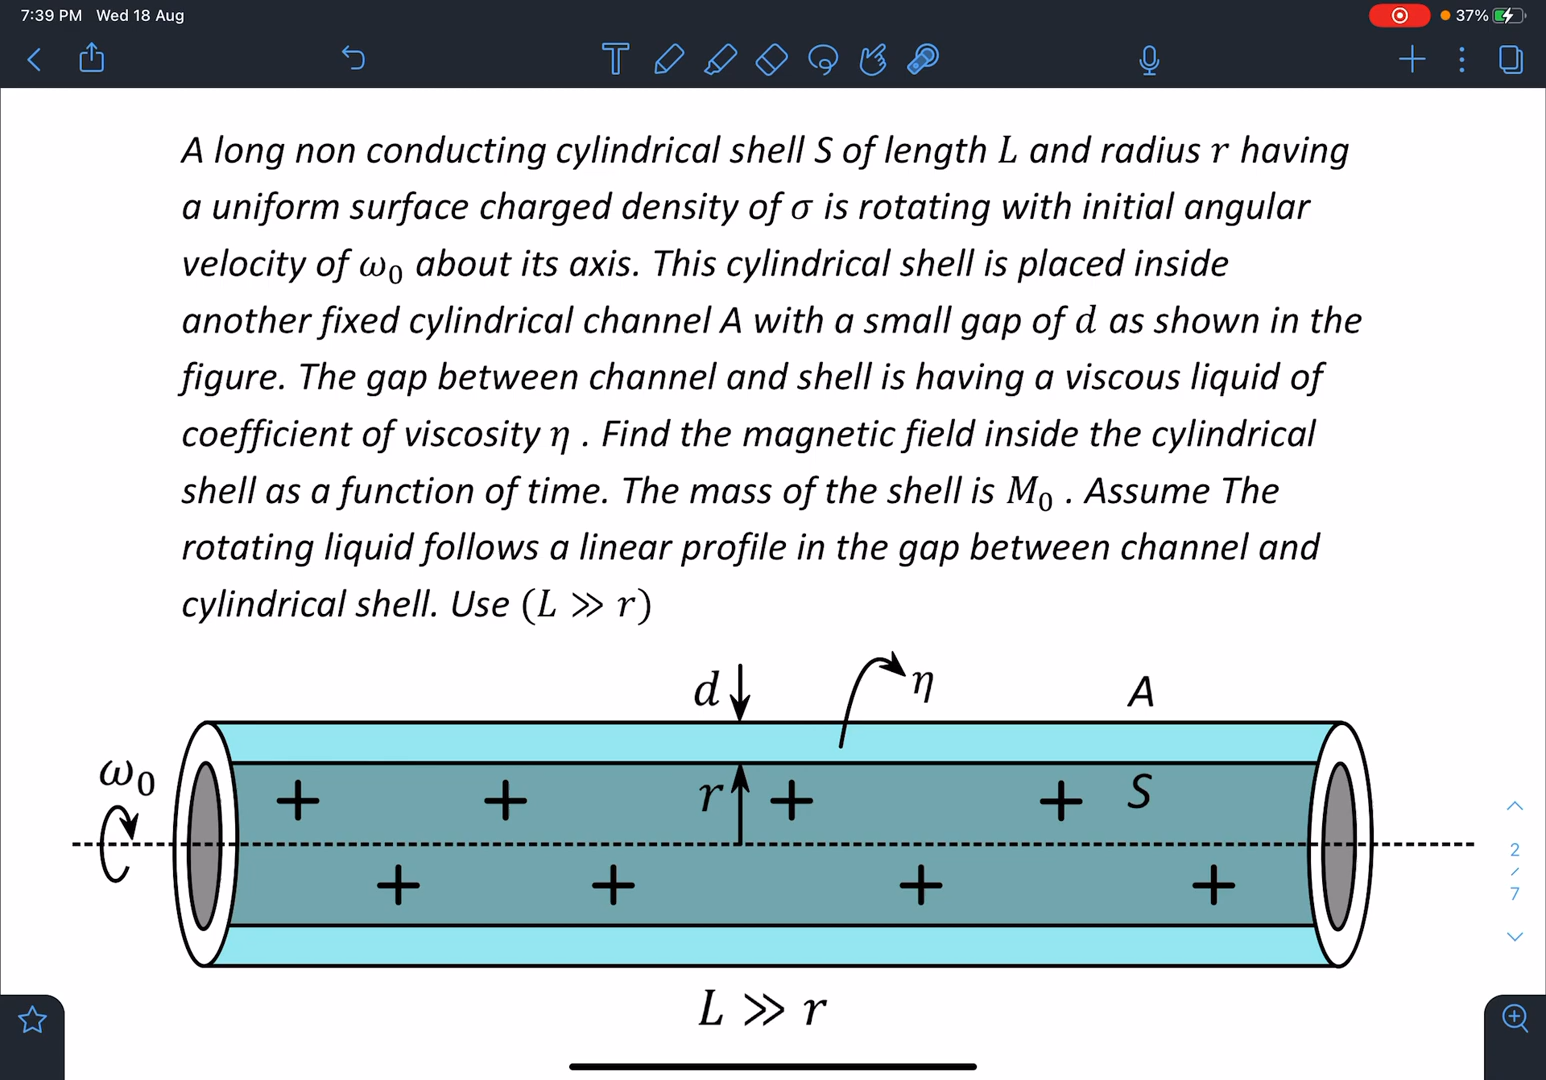 7:39 PM Wed 18 Aug
37%
A long non conducting cylindrical shell S of length L and radius r having
a uniform surface charged density of σ is rotating with initial angular
velocity of ω₀ about its axis. This cylindrical shell is placed inside
another fixed cylindrical channel A with a small gap of d as shown in the
figure. The gap between channel and shell is having a viscous liquid of
coefficient of viscosity η . Find the magnetic field inside the cylindrical
shell as a function of time. The mass of the shell is M₀ . Assume The
rotating liquid follows a linear profile in the gap between channel and
cylindrical shell. Use (L ≫ r)
d η A
ω₀
+ + r + + S
+ + + +
2
/
7
L ≫ r